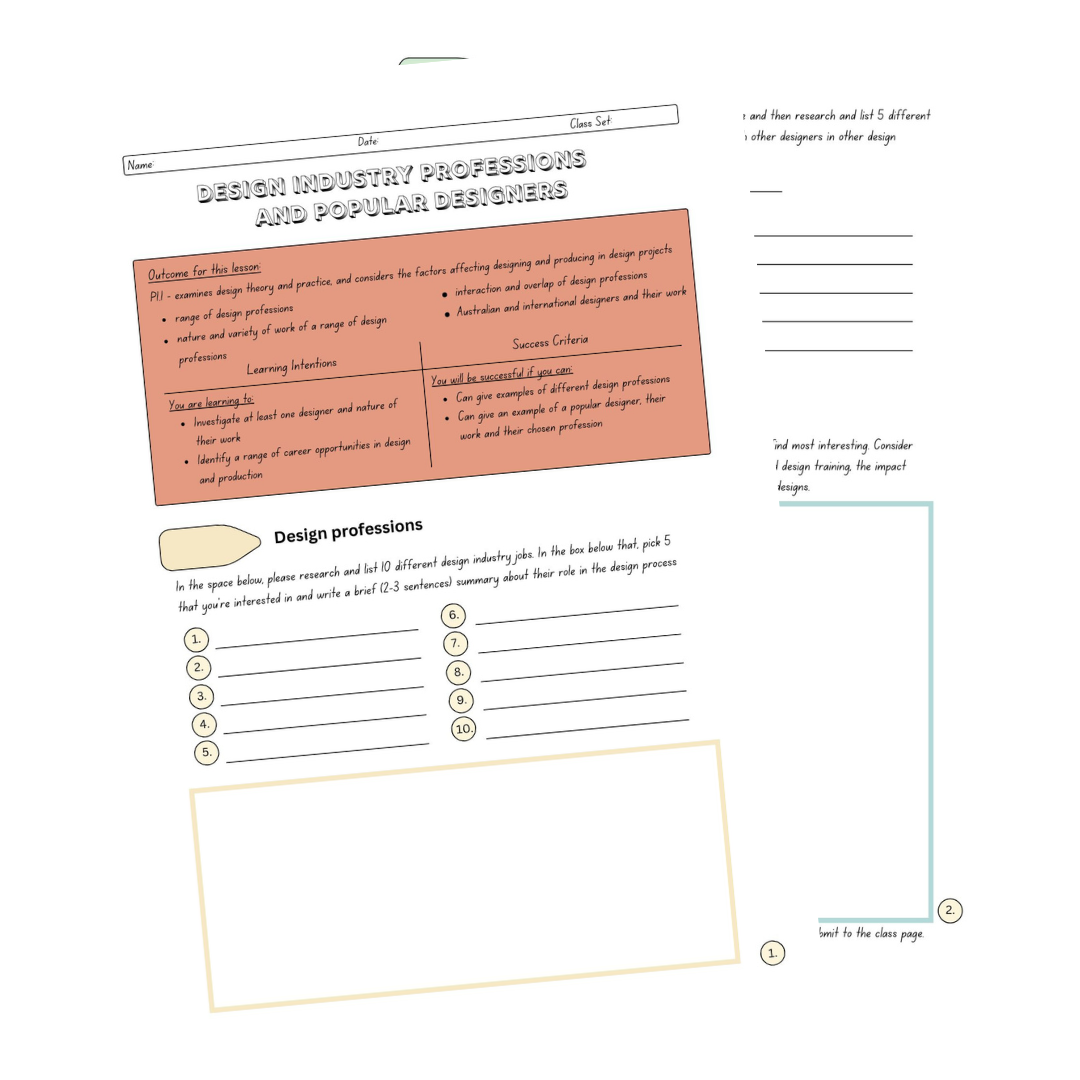 Name:
Date:
Class Set:
DESIGN INDUSTRY PROFESSIONS
AND POPULAR DESIGNERS
Outcome for this lesson:
P1.1 - examines design theory and practice, and considers the factors affecting designing and producing in design projects
• range of design professions
• nature and variety of work of a range of design
professions
• interaction and overlap of design professions
• Australian and international designers and their work
Learning Intentions
You are learning to:
• Investigate at least one designer and nature of
their work
• Identify a range of career opportunities in design
and production
Success Criteria
You will be successful if you can:
• Can give examples of different design professions
• Can give an example of a popular designer, their
work and their chosen profession
Design professions
In the space below, please research and list 10 different design industry jobs. In the box below that, pick 5
that you're interested in and write a brief (2-3 sentences) summary about their role in the design process
1.
2.
3.
4.
5.
6.
7.
8.
9.
10.
1.
and then research and list 5 different
other designers in other design
most interesting. Consider
design training, the impact
to the class page.
2.